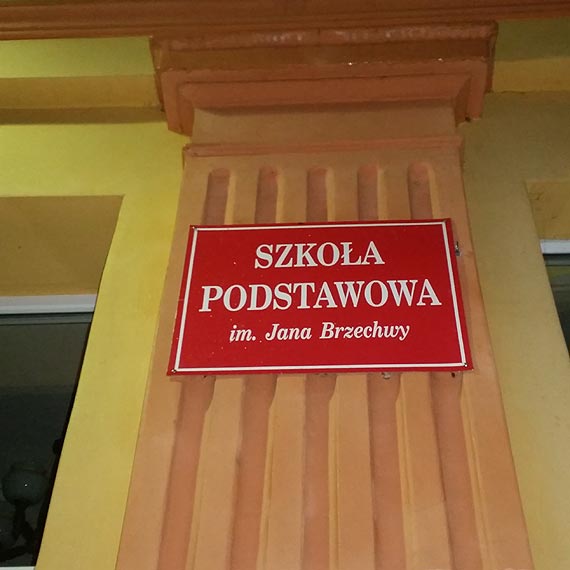 SZKOŁA
PODSTAWOWA
im. Jana Brzechwy